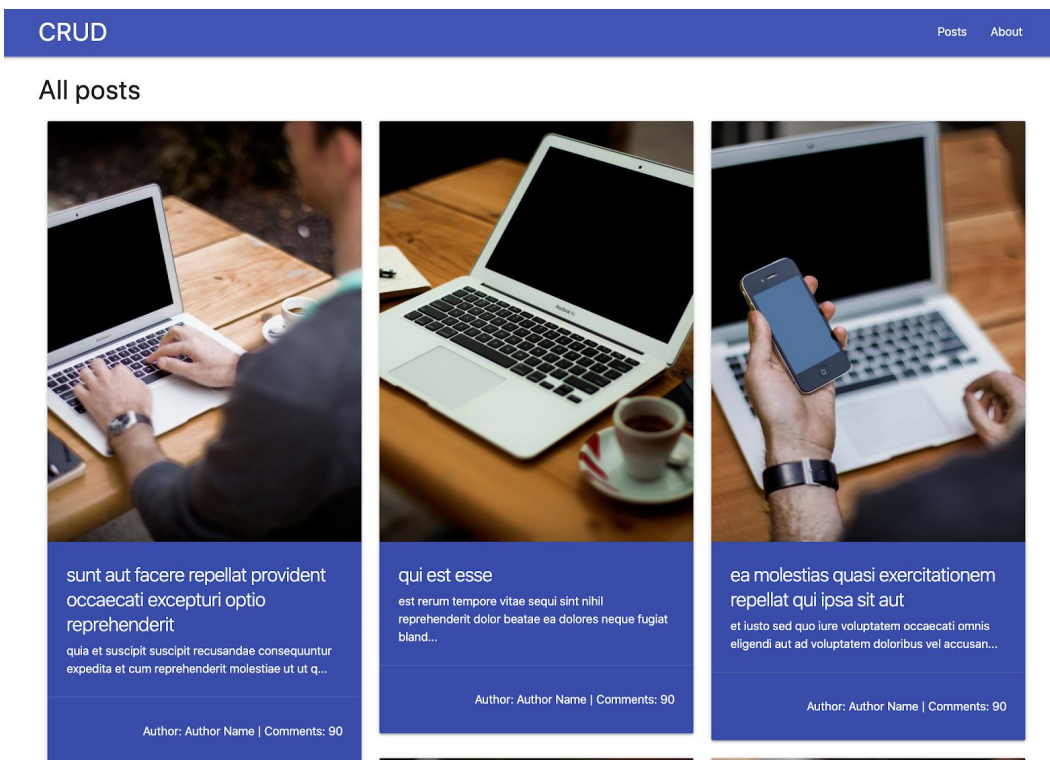 CRUD
Posts
About
All posts
sunt aut facere repellat provident
occaecati excepturi optio
reprehenderit
quia et suscipit suscipit recusandae consequuntur
expedita et cum reprehenderit molestiae ut ut q...
Author: Author Name | Comments: 90
qui est esse
est rerum tempore vitae sequi sint nihil
reprehenderit dolor beatae ea dolores neque fugiat
bland...
Author: Author Name | Comments: 90
ea molestias quasi exercitationem
repellat qui ipsa sit aut
et iusto sed quo iure voluptatem occaecati omnis
eligendi aut ad voluptatem doloribus vel accusan...
Author: Author Name | Comments: 90